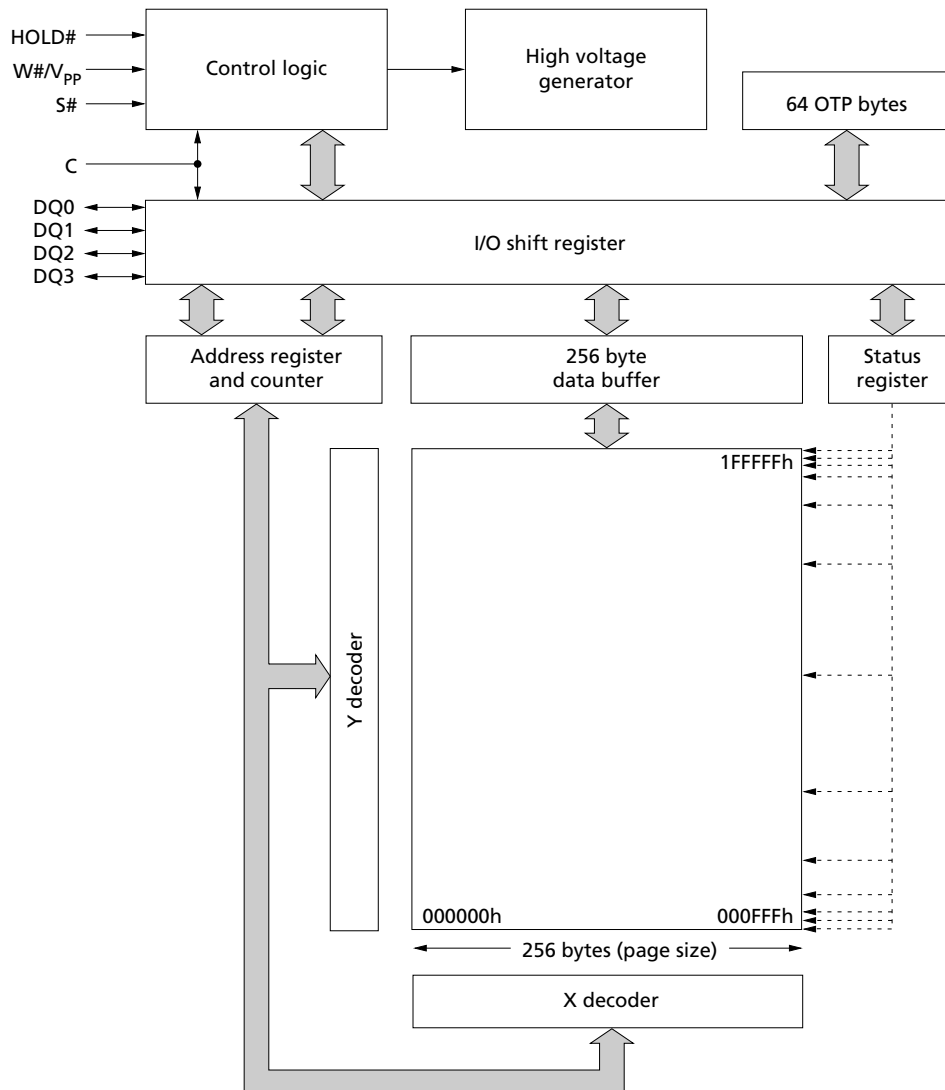 HOLD#
W#/VPP
S#
Control logic
High voltage
generator
64 OTP bytes
C
DQ0
DQ1
DQ2
DQ3
I/O shift register
Address register
and counter
256 byte
data buffer
Status
register
1FFFFFh
Y decoder
000000h
000FFFh
256 bytes (page size)
X decoder